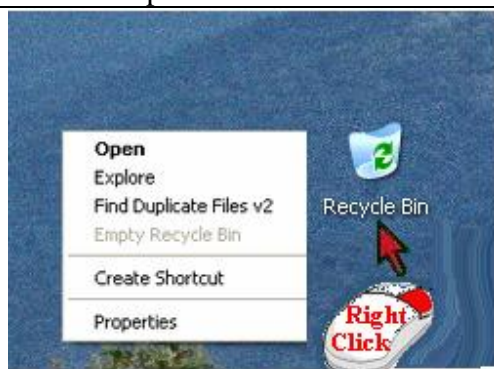 Open
Explore
Find Duplicate Files v2
Empty Recycle Bin
Create Shortcut
Properties
Recycle Bin
Right
Click